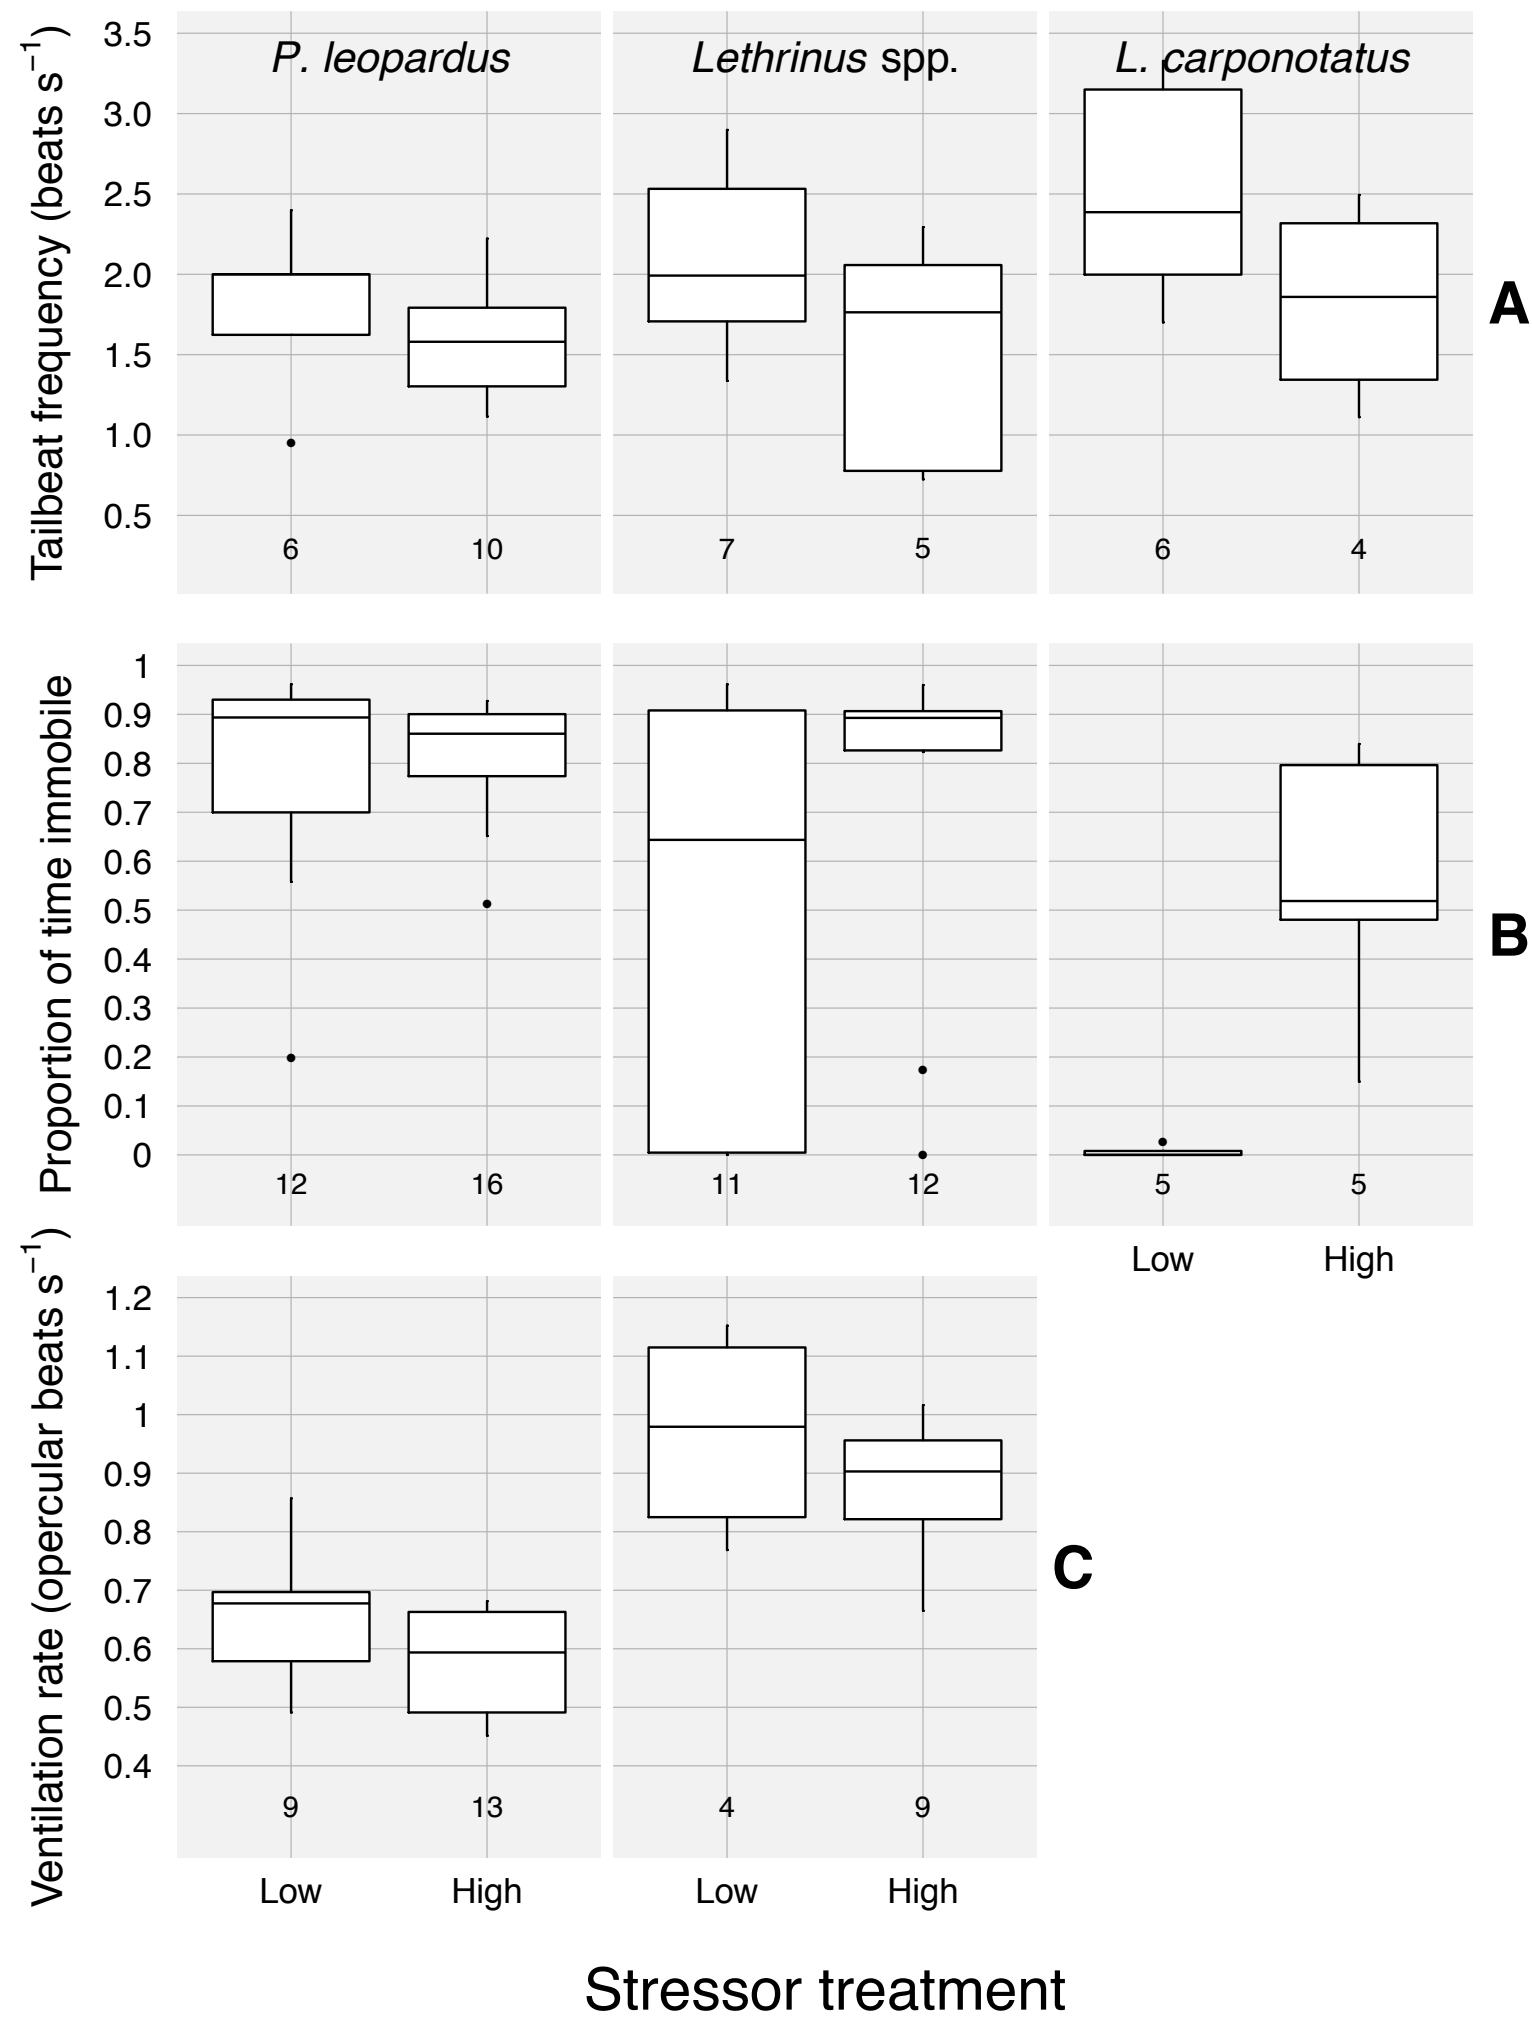 P. leopardus
Lethrinus spp.
L. carponotatus
Tailbeat frequency (beats s⁻¹)
3.5
3.0
2.5
2.0
1.5
1.0
0.5
6
10
7
5
6
4
A
Proportion of time immobile
1
0.9
0.8
0.7
0.6
0.5
0.4
0.3
0.2
0.1
0
12
16
11
12
5
5
Low
High
B
Ventilation rate (opercular beats s⁻¹)
1.2
1.1
1
0.9
0.8
0.7
0.6
0.5
0.4
9
13
4
9
C
Low
High
Low
High
Stressor treatment